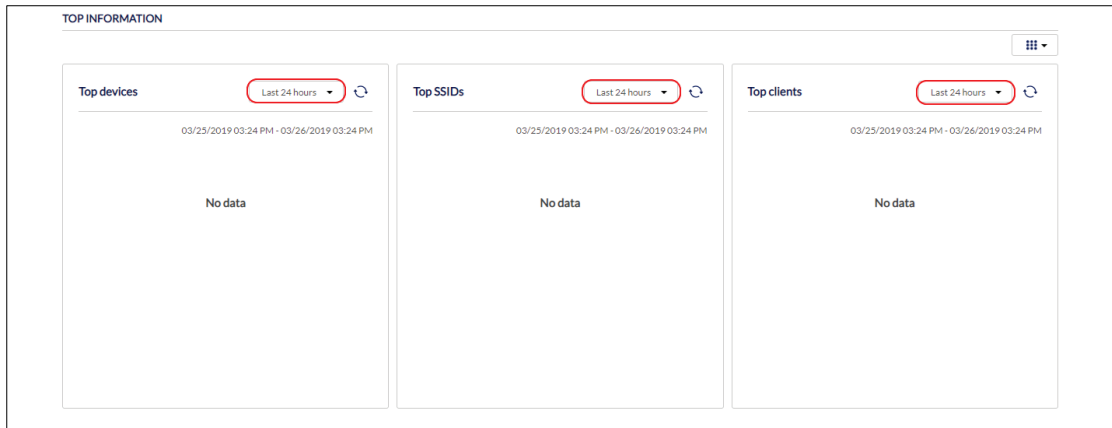 TOP INFORMATION
Top devices
Last 24 hours
03/25/2019 03:24 PM - 03/26/2019 03:24 PM
No data
Top SSIDs
Last 24 hours
03/25/2019 03:24 PM - 03/26/2019 03:24 PM
No data
Top clients
Last 24 hours
03/25/2019 03:24 PM - 03/26/2019 03:24 PM
No data